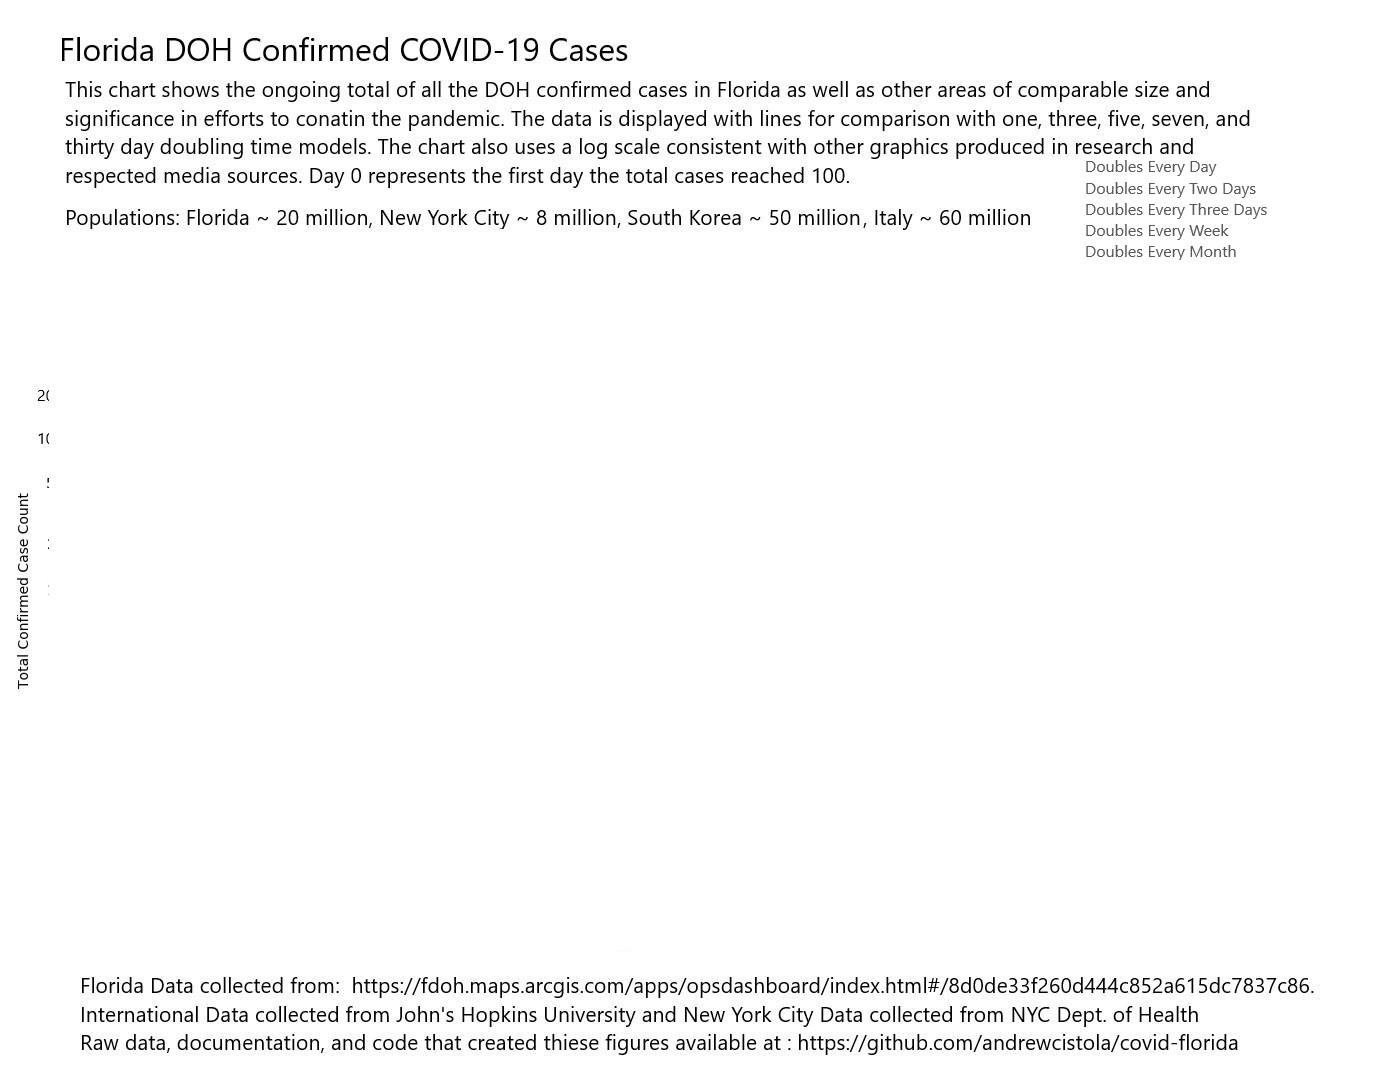 Florida DOH Confirmed COVID-19 Cases
This chart shows the ongoing total of all the DOH confirmed cases in Florida as well as other areas of comparable size and
significance in efforts to conatin the pandemic. The data is displayed with lines for comparison with one, three, five, seven, and
thirty day doubling time models. The chart also uses a log scale consistent with other graphics produced in research and
respected media sources. Day 0 represents the first day the total cases reached 100.
Populations: Florida ~ 20 million, New York City ~ 8 million, South Korea ~ 50 million, Italy ~ 60 million
Doubles Every Day
Doubles Every Two Days
Doubles Every Three Days
Doubles Every Week
Doubles Every Month
Total Confirmed Case Count
Florida Data collected from:  https://fdoh.maps.arcgis.com/apps/opsdashboard/index.html#/8d0de33f260d444c852a615dc7837c86.
International Data collected from John's Hopkins University and New York City Data collected from NYC Dept. of Health
Raw data, documentation, and code that created thiese figures available at : https://github.com/andrewcistola/covid-florida